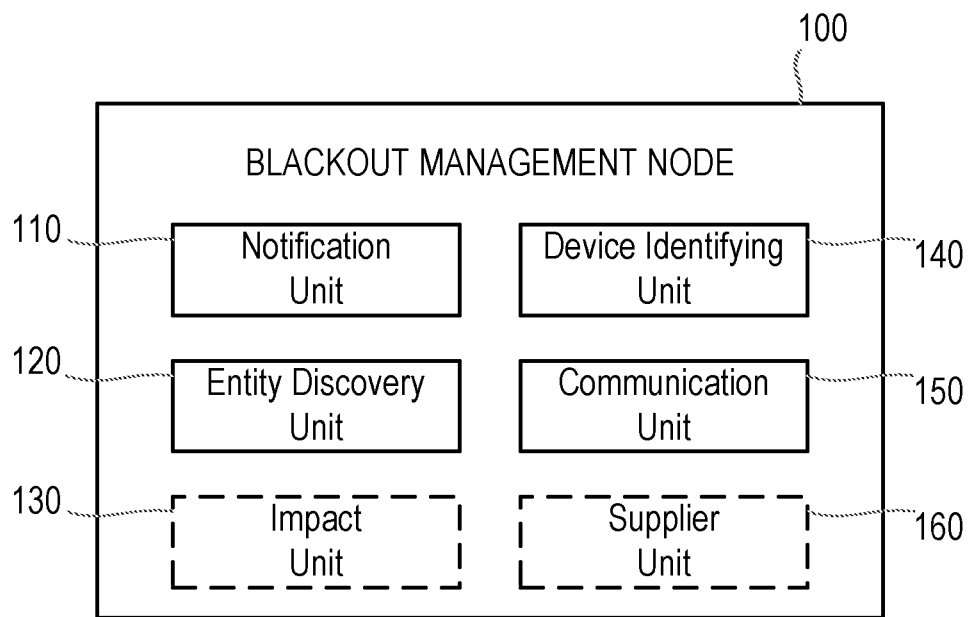 100
BLACKOUT MANAGEMENT NODE
110
Notification
Unit
Device Identifying
Unit
140
120
Entity Discovery
Unit
Communication
Unit
150
130
Impact
Unit
Supplier
Unit
160